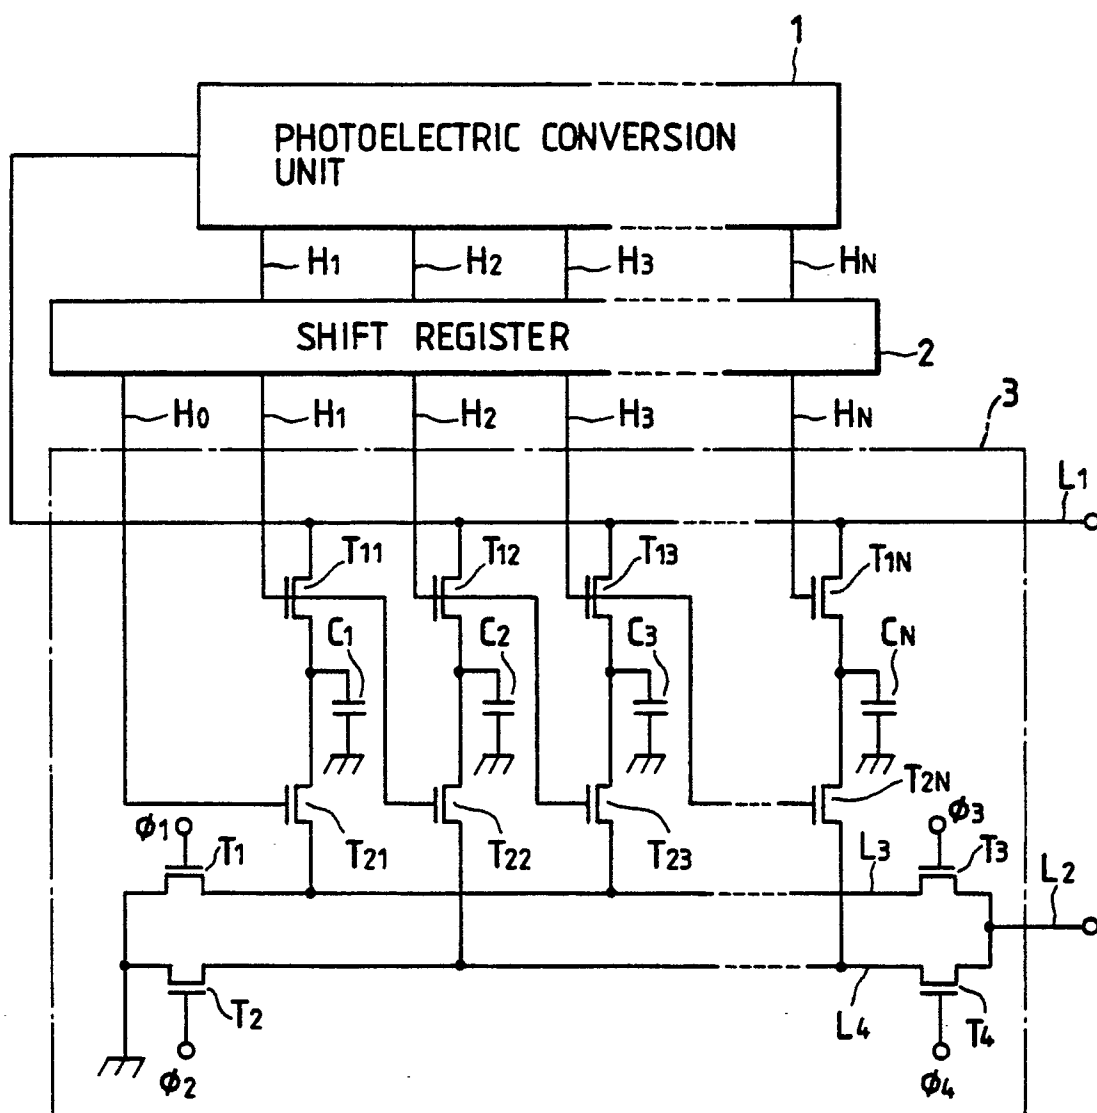 1
PHOTOELECTRIC CONVERSION
UNIT
H1 H2 H3 HN
SHIFT REGISTER
2
H0 H1 H2 H3 HN
3
L1
T11 T12 T13 T1N
C1 C2 C3 CN
T2N
ϕ1 T1 T21 T22 T23 L3 ϕ3 T3
L2
T2 L4 T4
ϕ2 ϕ4